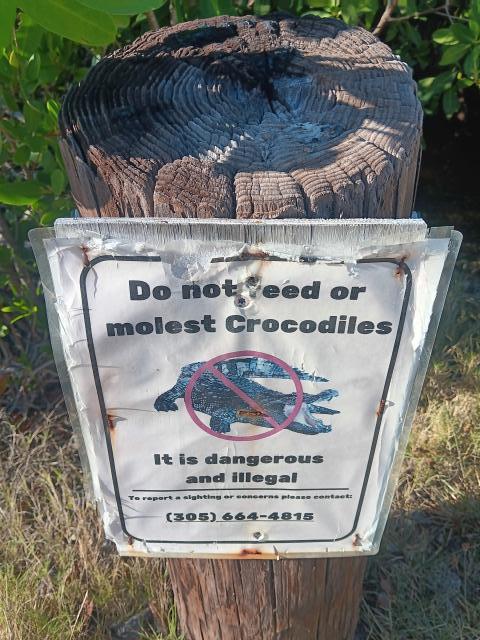 Do not feed or
molest Crocodiles
It is dangerous
and illegal
To report a sighting or concerns please contact:
(305) 664-4815